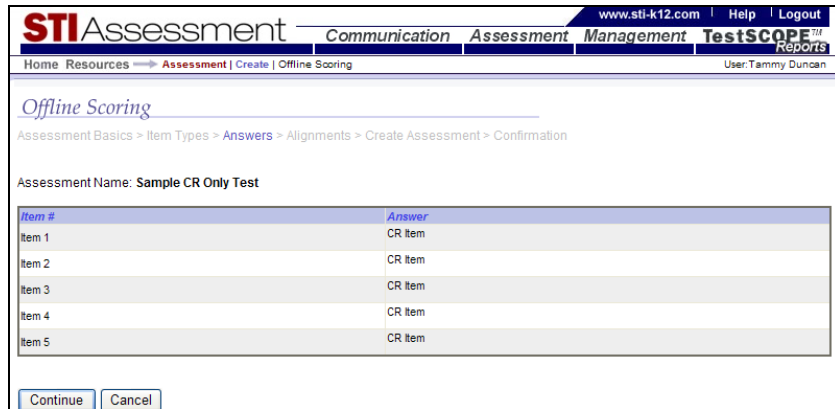 www.sti-k12.com | Help | Logout
STIAssessment Communication Assessment Management TestSCOPE™ Reports
Home Resources Assessment | Create | Offline Scoring User:Tammy Duncan
Offline Scoring
Assessment Basics > Item Types > Answers > Alignments > Create Assessment > Confirmation
Assessment Name: Sample CR Only Test
Item # Answer
Item 1 CR Item
Item 2 CR Item
Item 3 CR Item
Item 4 CR Item
Item 5 CR Item
Continue Cancel